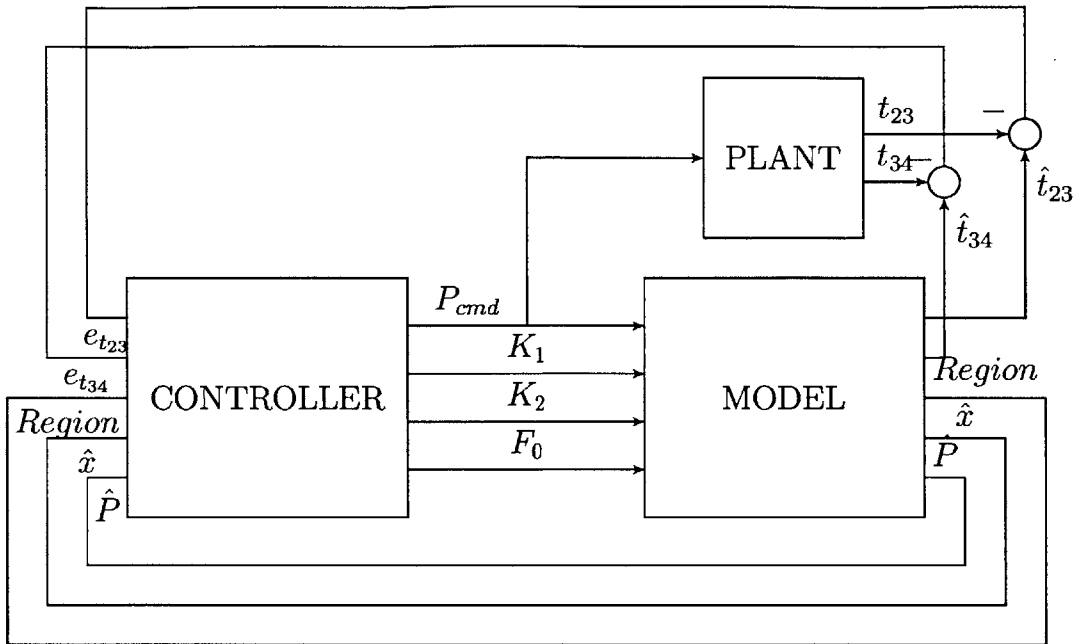 t₂₃
−
PLANT
t₃₄−
t̂₂₃
t̂₃₄
P_cmd
e_t₂₃
K₁
e_t₃₄
Region
CONTROLLER
K₂
MODEL
Region
x̂
F₀
x̂
P̂
P̂